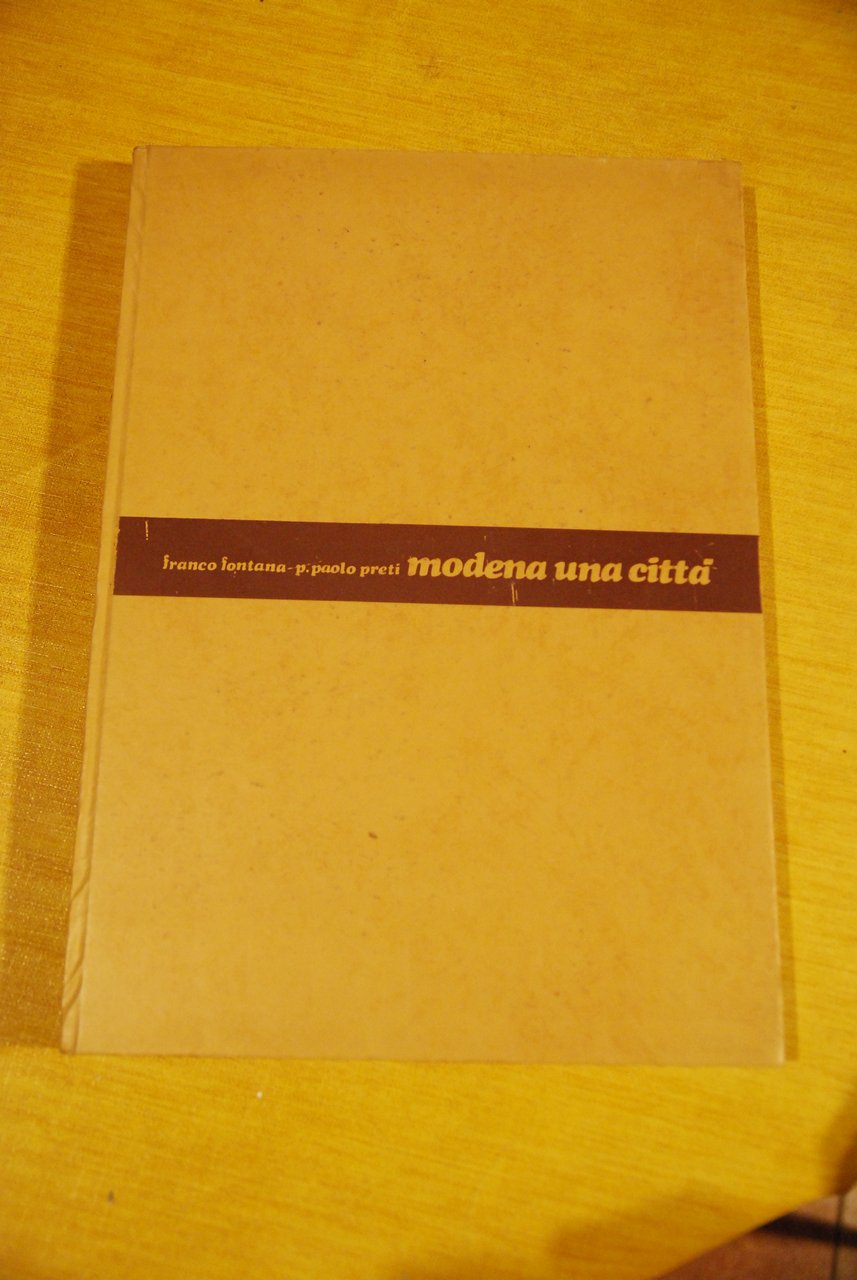 franco fontana-p.paolo preti modena una città